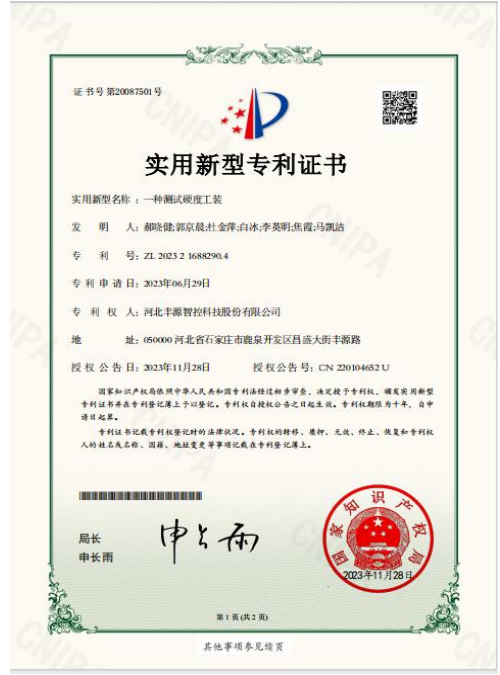 证书号第20087501号
实用新型专利证书
实用新型名称：一种测试硬度工装
发 明 人：郝晓健;郭京晨;杜金萍;白冰;李英明;焦霞;马凯洁
专 利 号：ZL 2023 2 1688290.4
专利申请日：2023年06月29日
专 利 权 人：河北丰源智控科技股份有限公司
地 址：050000 河北省石家庄市鹿泉开发区昌盛大街丰源路
授权公告日：2023年11月28日 授权公告号：CN 220104652 U
国家知识产权局依照中华人民共和国专利法经过初步审查，决定授予专利权，颁发实用新型
专利证书并在专利登记簿上予以登记。专利权自授权公告之日起生效。专利权期限为十年，自申
请日起算。
专利证书记载专利权登记时的法律状况。专利权的转移、质押、无效、终止、恢复和专利权
人的姓名或名称、国籍、地址变更等事项记载在专利登记簿上。
局长
申长雨
申长雨
国家知识产权局
2023年11月28日
第 1 页 (共 2 页)
其他事项参见续页
CNIPA